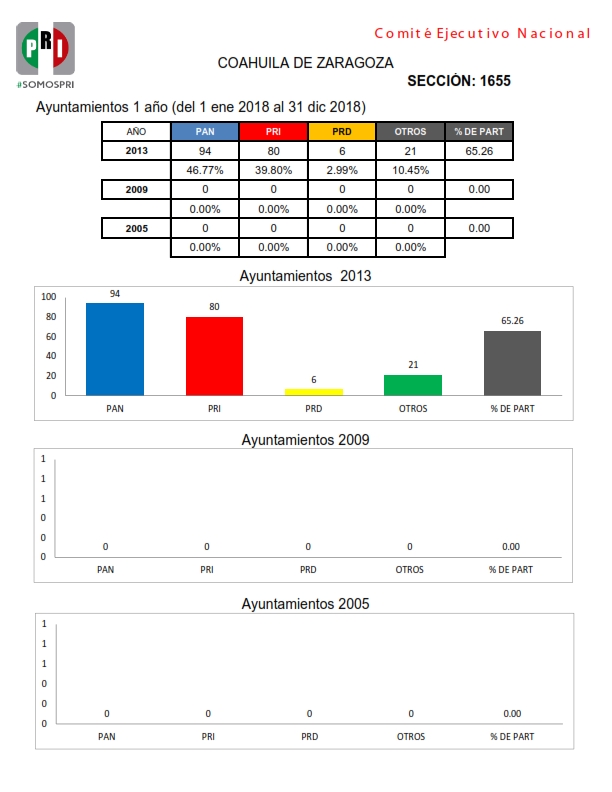 Comité Ejecutivo Nacional
PRI
#SOMOSPRI
COAHUILA DE ZARAGOZA
SECCIÓN: 1655
Ayuntamientos 1 año (del 1 ene 2018 al 31 dic 2018)
AÑO PAN PRI PRD OTROS % DE PART
2013 94 80 6 21 65.26
46.77% 39.80% 2.99% 10.45%
2009 0 0 0 0 0.00
0.00% 0.00% 0.00% 0.00%
2005 0 0 0 0 0.00
0.00% 0.00% 0.00% 0.00%
Ayuntamientos 2013
100
80
60
40
20
0
94 80 6 21 65.26
PAN PRI PRD OTROS % DE PART
Ayuntamientos 2009
1
1
1
0
0
0
0 0 0 0 0.00
PAN PRI PRD OTROS % DE PART
Ayuntamientos 2005
1
1
1
0
0
0
0 0 0 0 0.00
PAN PRI PRD OTROS % DE PART